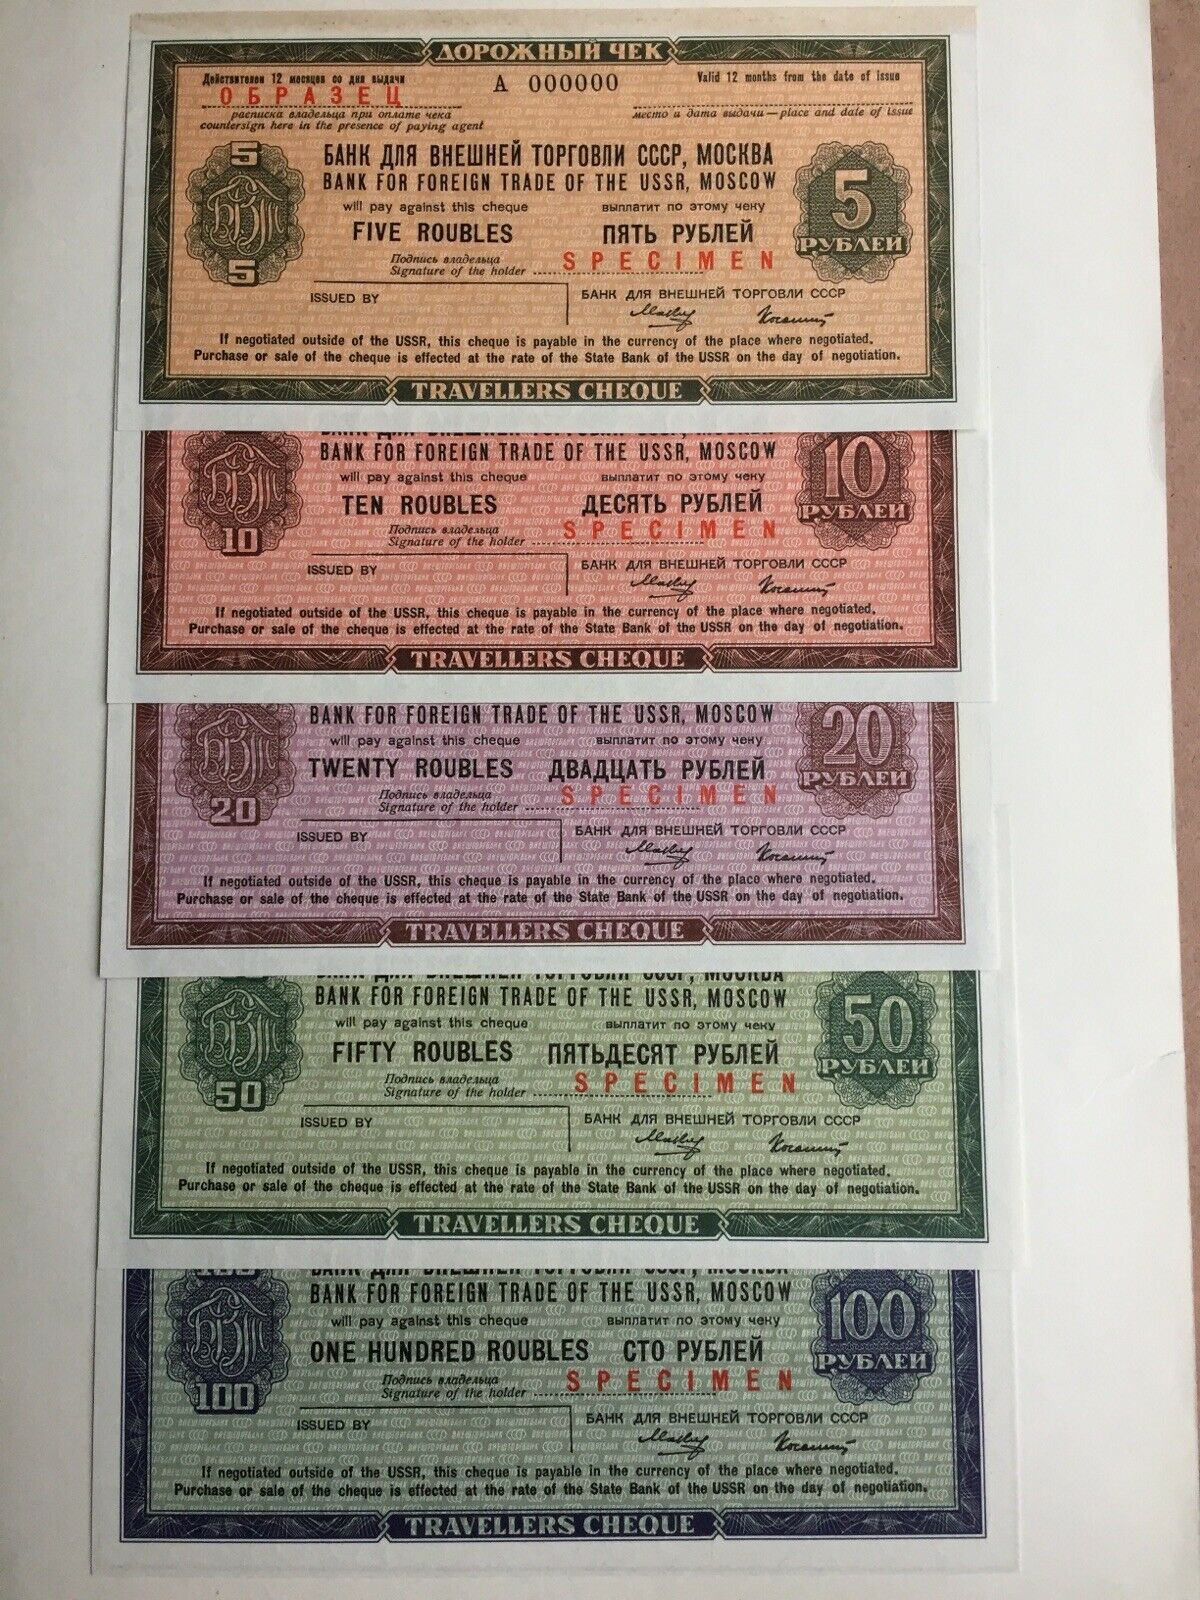 ДОРОЖНЫЙ ЧЕК
Действителен 12 месяцев со дня выдачи
A 000000
Valid 12 months from the date of issue
ОБРАЗЕЦ
расписка владельца при оплате чека
место и дата выдачи — place and date of issue
countersign here in the presence of paying agent
5
БАНК ДЛЯ ВНЕШНЕЙ ТОРГОВЛИ СССР, МОСКВА
BANK FOR FOREIGN TRADE OF THE USSR, MOSCOW
5
will pay against this cheque выплатит по этому чеку
FIVE ROUBLES ПЯТЬ РУБЛЕЙ
РУБЛЕЙ
5
Подпись владельца
Signature of the holder SPECIMEN
ISSUED BY БАНК ДЛЯ ВНЕШНЕЙ ТОРГОВЛИ СССР
If negotiated outside of the USSR, this cheque is payable in the currency of the place where negotiated.
Purchase or sale of the cheque is effected at the rate of the State Bank of the USSR on the day of negotiation.
TRAVELLERS CHEQUE
BANK FOR FOREIGN TRADE OF THE USSR, MOSCOW
10
will pay against this cheque выплатит по этому чеку
TEN ROUBLES ДЕСЯТЬ РУБЛЕЙ
РУБЛЕЙ
10
Подпись владельца
Signature of the holder SPECIMEN
ISSUED BY БАНК ДЛЯ ВНЕШНЕЙ ТОРГОВЛИ СССР
If negotiated outside of the USSR, this cheque is payable in the currency of the place where negotiated.
Purchase or sale of the cheque is effected at the rate of the State Bank of the USSR on the day of negotiation.
TRAVELLERS CHEQUE
BANK FOR FOREIGN TRADE OF THE USSR, MOSCOW
20
will pay against this cheque выплатит по этому чеку
TWENTY ROUBLES ДВАДЦАТЬ РУБЛЕЙ
РУБЛЕЙ
20
Подпись владельца
Signature of the holder SPECIMEN
ISSUED BY БАНК ДЛЯ ВНЕШНЕЙ ТОРГОВЛИ СССР
If negotiated outside of the USSR, this cheque is payable in the currency of the place where negotiated.
Purchase or sale of the cheque is effected at the rate of the State Bank of the USSR on the day of negotiation.
TRAVELLERS CHEQUE
БАНК ДЛЯ ВНЕШНЕЙ ТОРГОВЛИ СССР, МОСКВА
BANK FOR FOREIGN TRADE OF THE USSR, MOSCOW
50
will pay against this cheque выплатит по этому чеку
FIFTY ROUBLES ПЯТЬДЕСЯТ РУБЛЕЙ
РУБЛЕЙ
50
Подпись владельца
Signature of the holder SPECIMEN
ISSUED BY БАНК ДЛЯ ВНЕШНЕЙ ТОРГОВЛИ СССР
If negotiated outside of the USSR, this cheque is payable in the currency of the place where negotiated.
Purchase or sale of the cheque is effected at the rate of the State Bank of the USSR on the day of negotiation.
TRAVELLERS CHEQUE
БАНК ДЛЯ ВНЕШНЕЙ ТОРГОВЛИ СССР, МОСКВА
BANK FOR FOREIGN TRADE OF THE USSR, MOSCOW
100
will pay against this cheque выплатит по этому чеку
ONE HUNDRED ROUBLES СТО РУБЛЕЙ
РУБЛЕЙ
100
Подпись владельца
Signature of the holder SPECIMEN
ISSUED BY БАНК ДЛЯ ВНЕШНЕЙ ТОРГОВЛИ СССР
If negotiated outside of the USSR, this cheque is payable in the currency of the place where negotiated.
Purchase or sale of the cheque is effected at the rate of the State Bank of the USSR on the day of negotiation.
TRAVELLERS CHEQUE